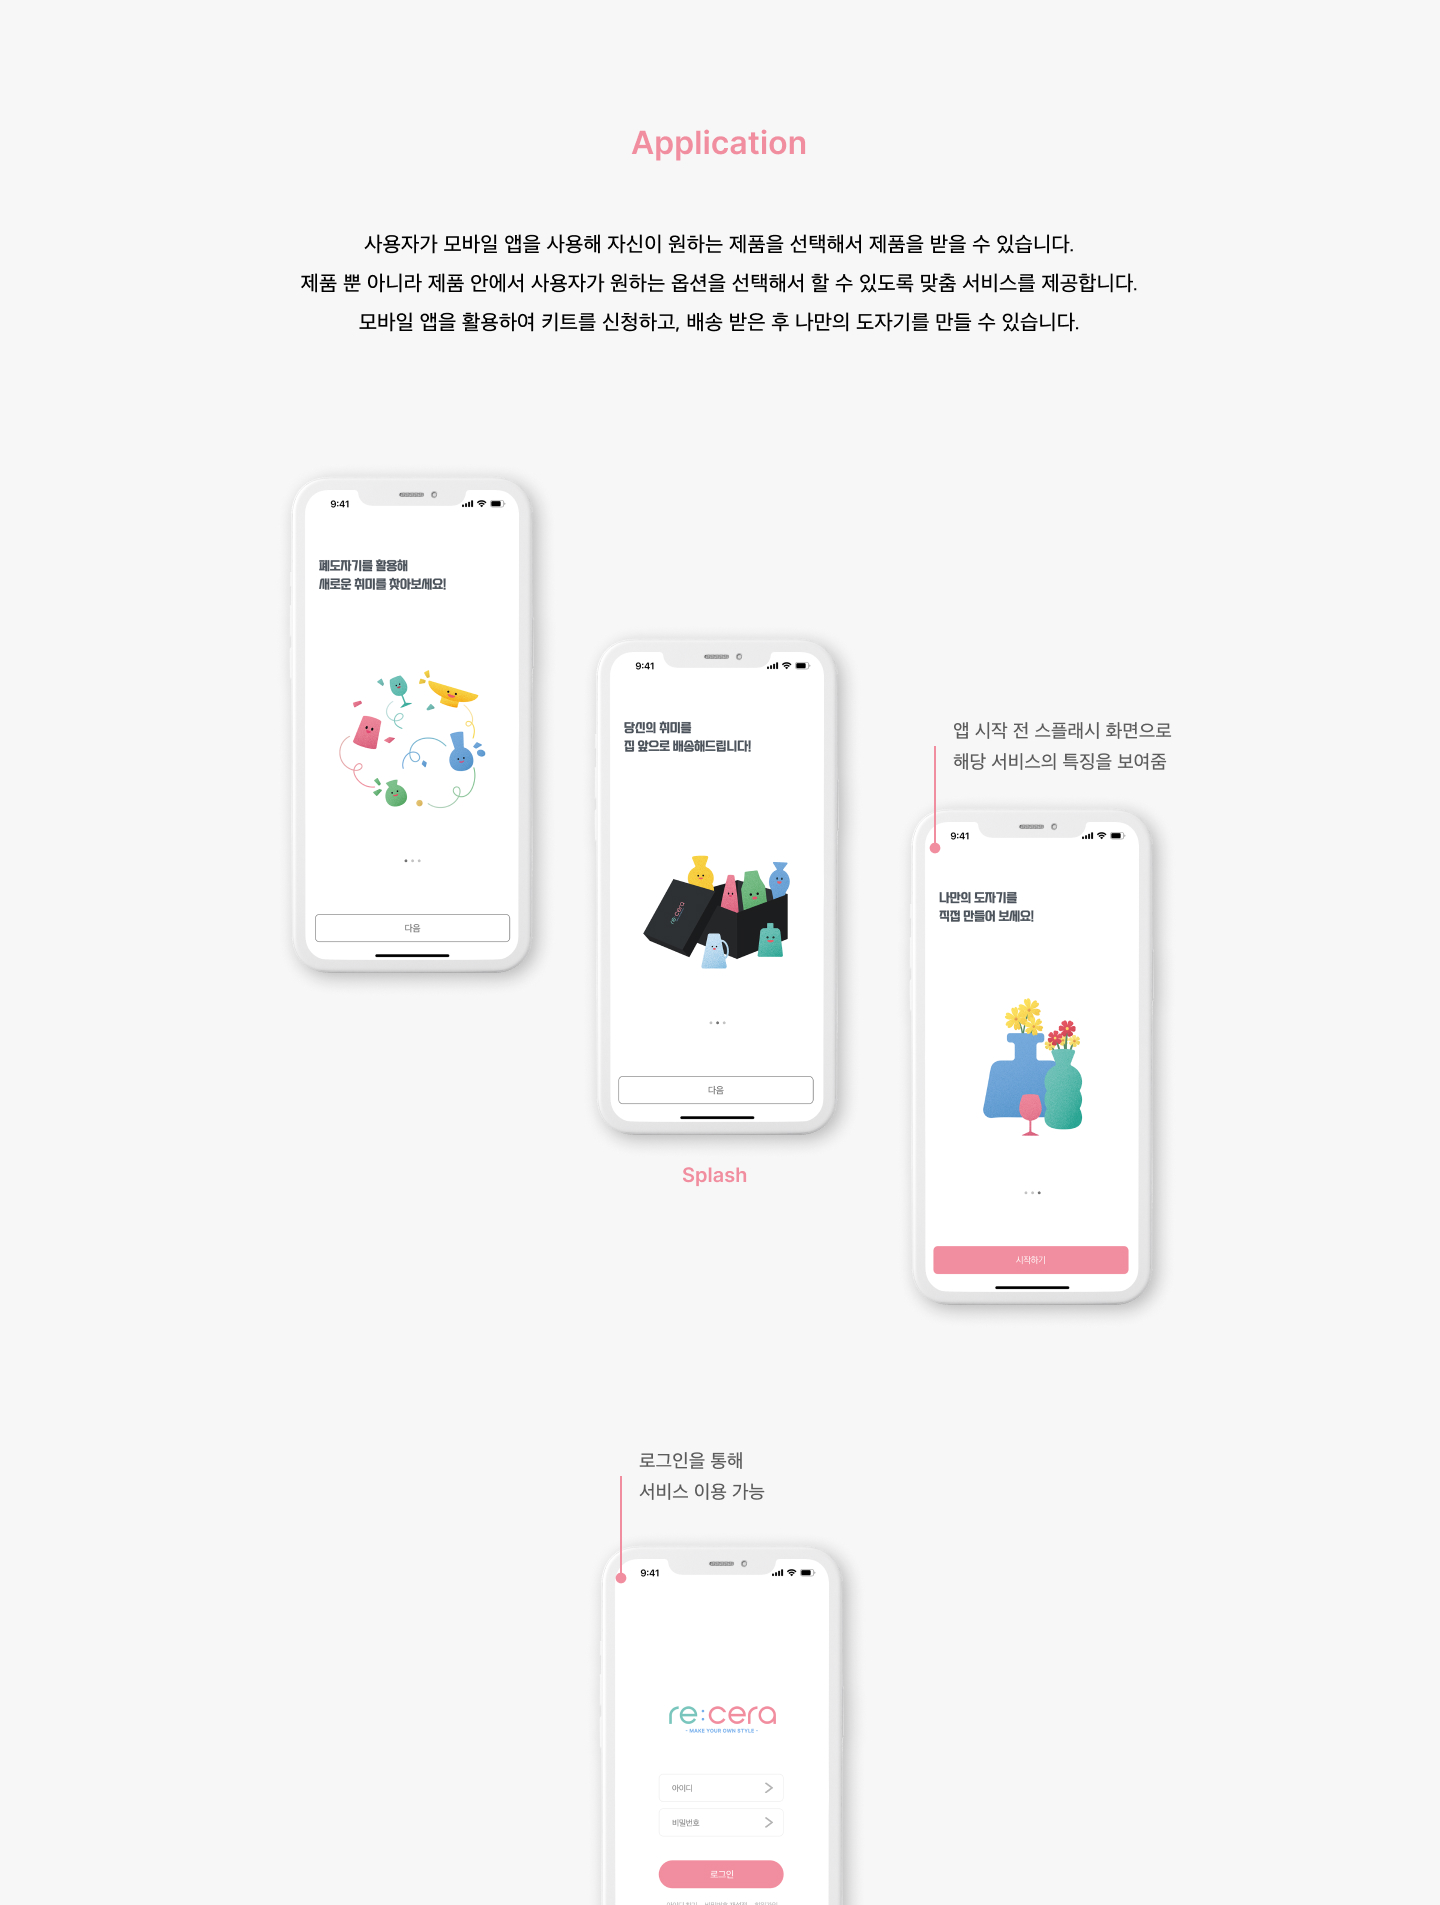 Application
사용자가 모바일 앱을 사용해 자신이 원하는 제품을 선택해서 제품을 받을 수 있습니다.
제품 뿐 아니라 제품 안에서 사용자가 원하는 옵션을 선택해서 할 수 있도록 맞춤 서비스를 제공합니다.
모바일 앱을 활용하여 키트를 신청하고, 배송 받은 후 나만의 도자기를 만들 수 있습니다.
9:41
폐도자기를 활용해
새로운 취미를 찾아보세요!
다음
9:41
당신의 취미를
집 앞으로 배송해드립니다!
re:cera
다음
Splash
앱 시작 전 스플래시 화면으로
해당 서비스의 특징을 보여줌
9:41
나만의 도자기를
직접 만들어 보세요!
시작하기
로그인을 통해
서비스 이용 가능
9:41
re:cera
- MAKE YOUR OWN STYLE -
아이디
비밀번호
로그인